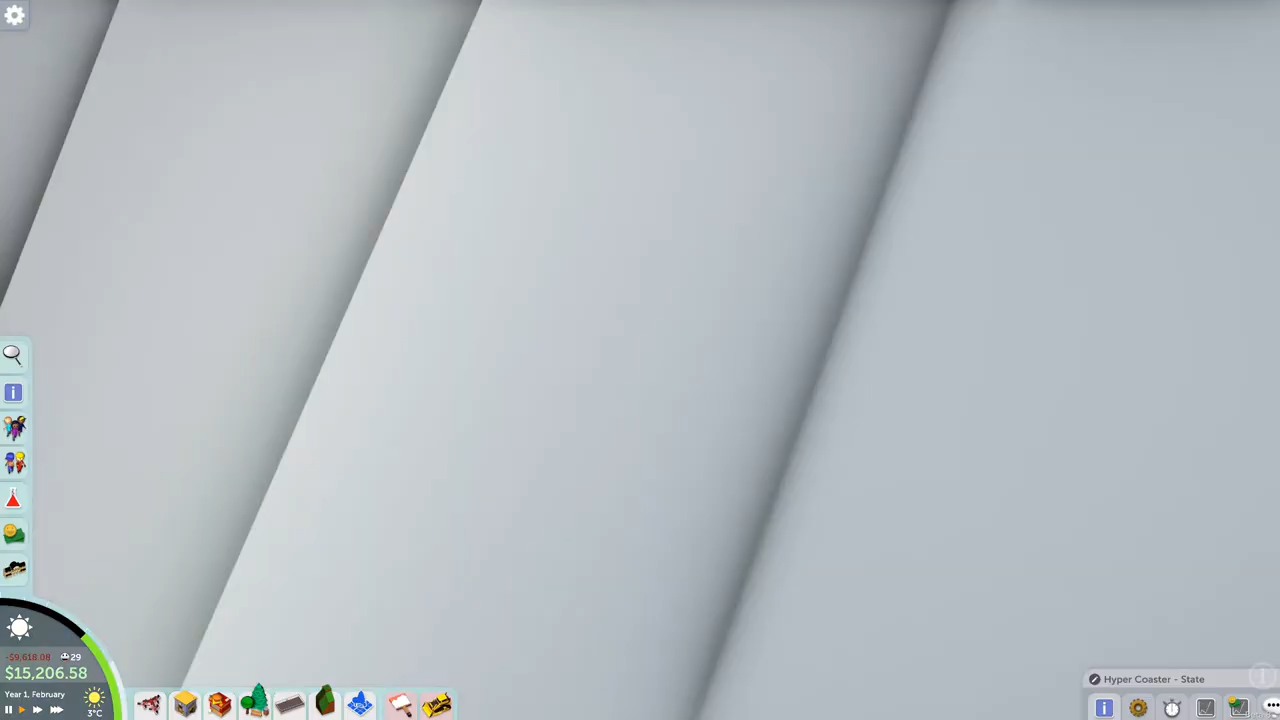 -$9,618.08 29
$15,206.58
Year 1, February
3°C
Hyper Coaster - State